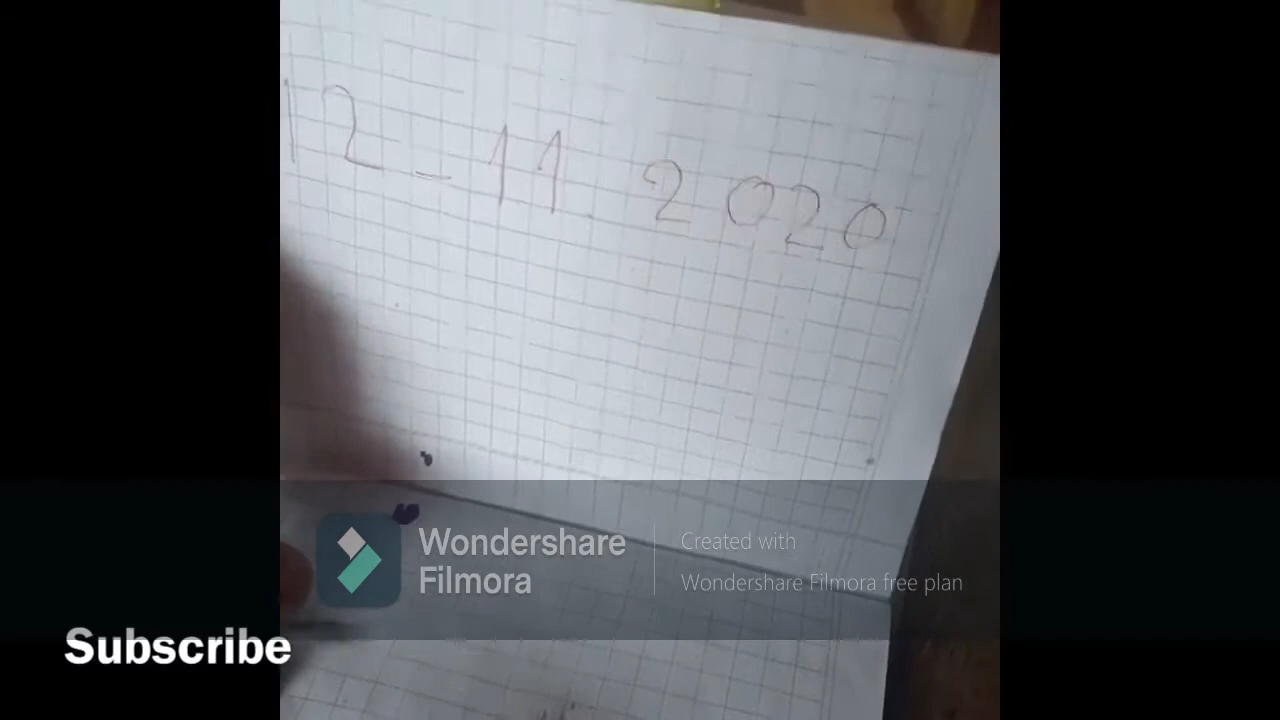 12-11 2020
Wondershare
Filmora
Created with
Wondershare Filmora free plan
Subscribe